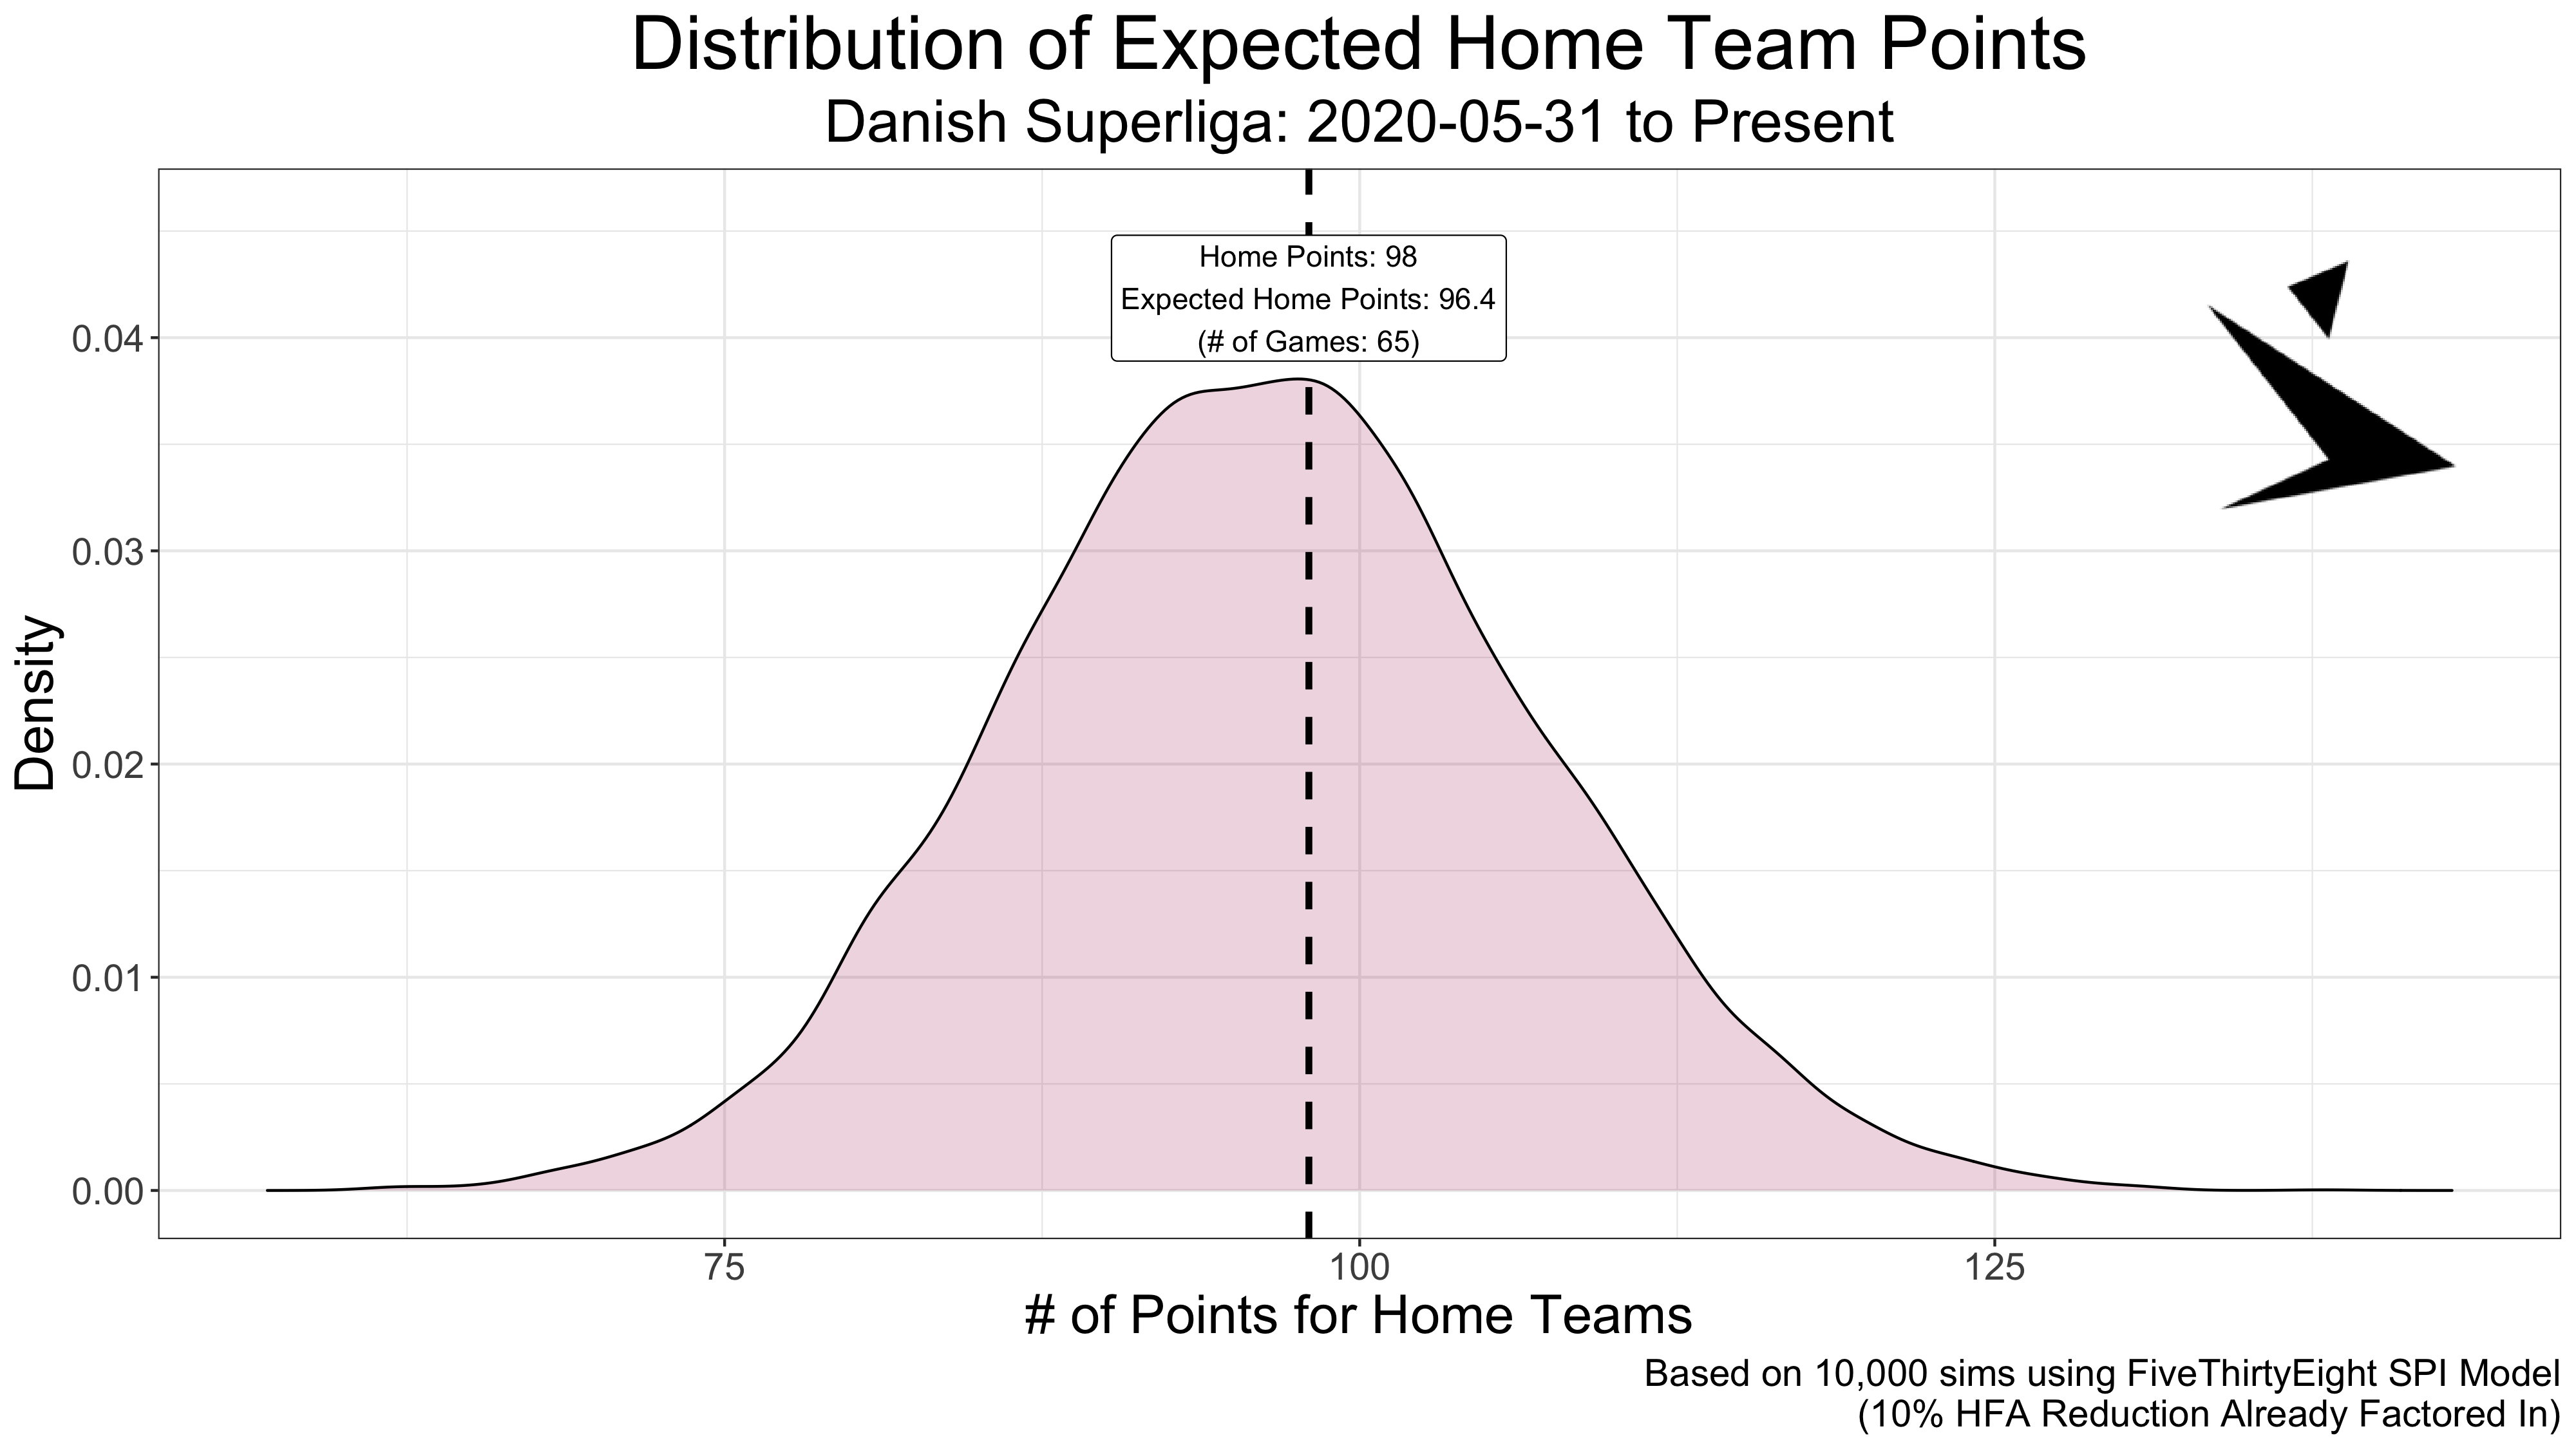 Distribution of Expected Home Team Points
Danish Superliga: 2020-05-31 to Present
Home Points: 98
Expected Home Points: 96.4
(# of Games: 65)
0.04
0.03
0.02
0.01
0.00
Density
75 100 125
# of Points for Home Teams
Based on 10,000 sims using FiveThirtyEight SPI Model
(10% HFA Reduction Already Factored In)